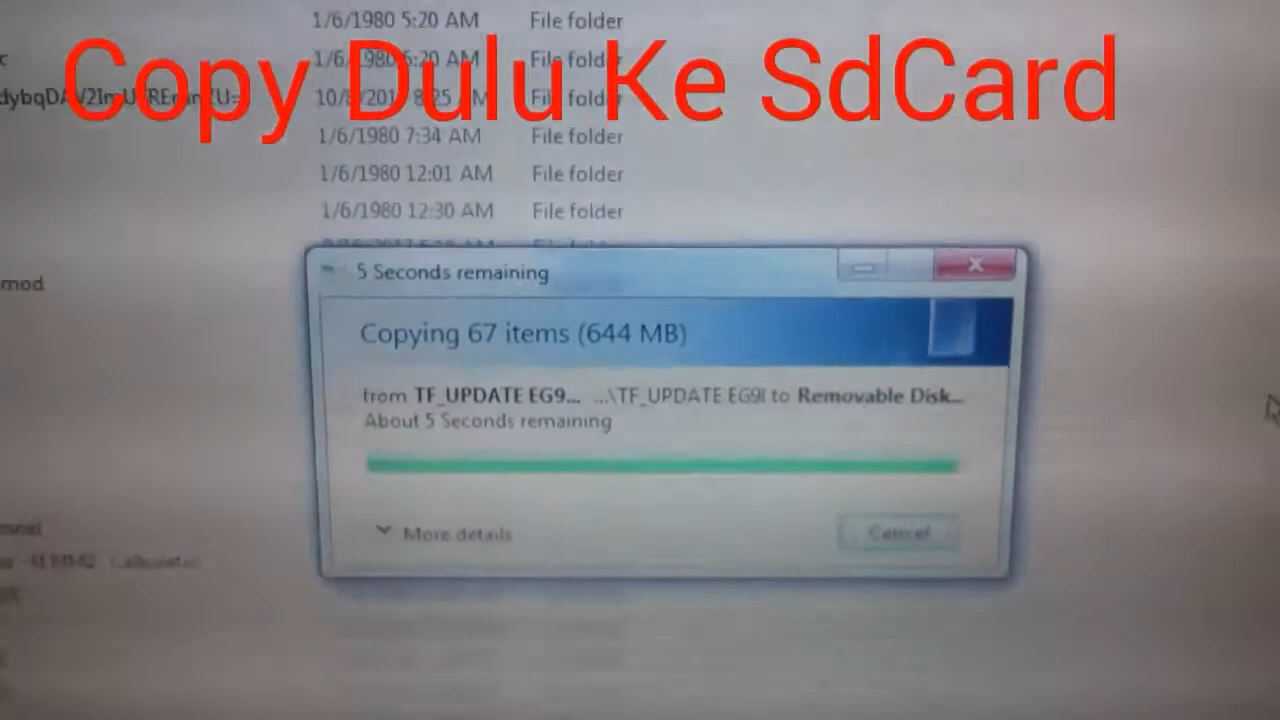 1/6/1980 5:20 AM File folder
1/6/1980 5:20 AM File folder
Copy Dulu Ke SdCard
File folder
1/6/1980 7:34 AM File folder
1/6/1980 12:01 AM File folder
1/6/1980 12:30 AM File folder
mod
5 Seconds remaining
Copying 67 items (644 MB)
from TF_UPDATE EG9... ...\TF_UPDATE EG9( to Removable Disk...
About 5 Seconds remaining
More details
Cancel